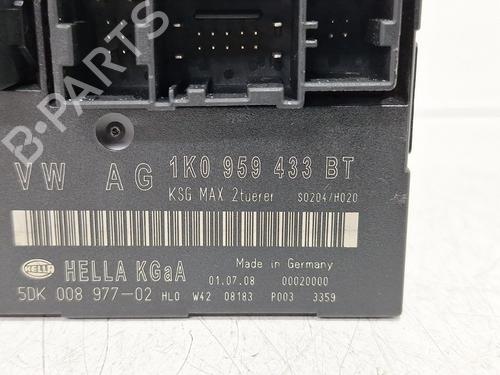 B-PARTS
VW AG 1K0 959 433 BT
KSG MAX 2tuerer S0204/H020
HELLA HELLA KGaA Made in Germany
01.07.08 00020000
5DK 008 977-02 HL0 W42 08183 P003 3359